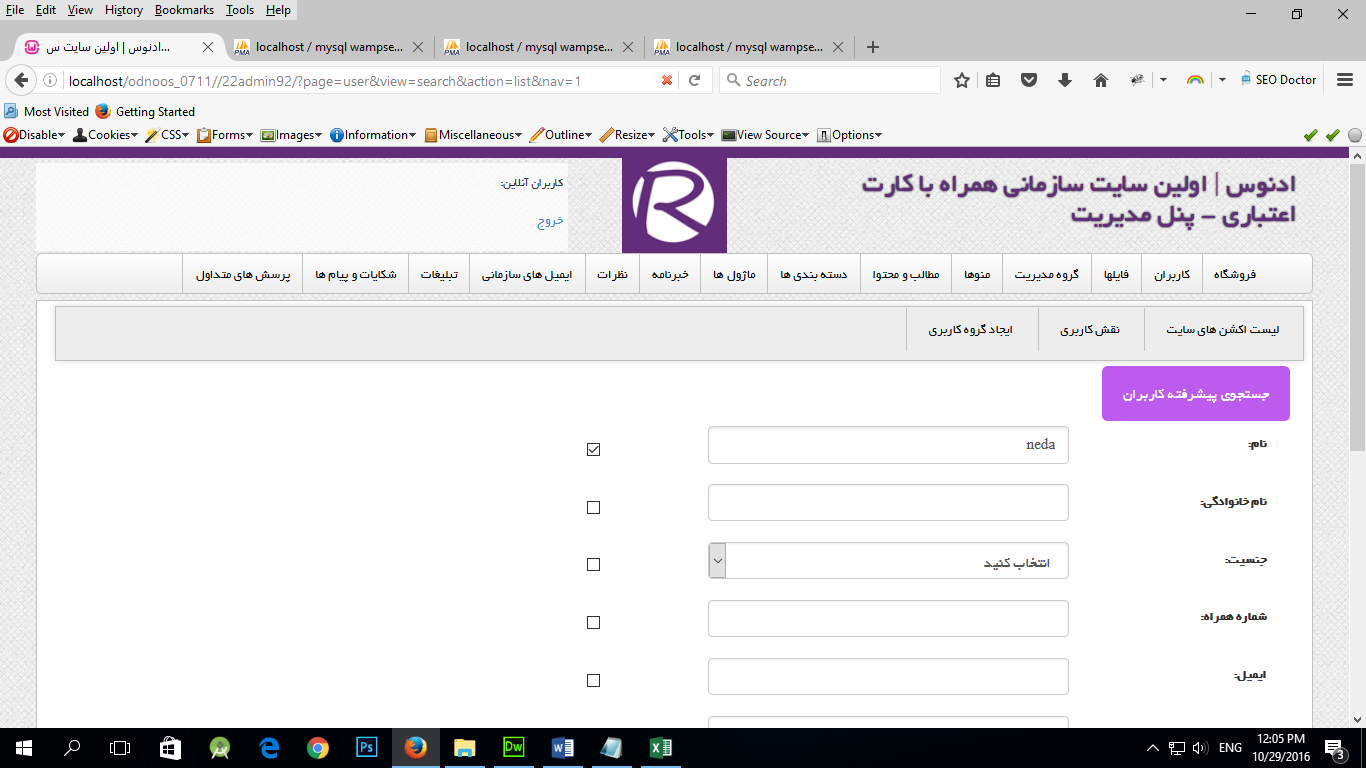 File Edit View History Bookmarks Tools Help
ادنوس | اولین سایت س...
localhost / mysql wampse...
localhost / mysql wampse...
localhost / mysql wampse...
localhost/odnoos_0711//22admin92/?page=user&view=search&action=list&nav=1
Search
SEO Doctor
Most Visited Getting Started
Disable Cookies CSS Forms Images Information Miscellaneous Outline Resize Tools View Source Options
ادنوس | اولین سایت سازمانی همراه با کارت
اعتباری - پنل مدیریت
R
کاربران آنلاین:
خروج
فروشگاه کاربران فایلها گروه مدیریت منوها مطالب و محتوا دسته بندی ها ماژول ها خبرنامه نظرات ایمیل های سازمانی تبلیغات شکایات و پیام ها پرسش های متداول
لیست اکشن های سایت نقش کاربری ایجاد گروه کاربری
جستجوی پیشرفته کاربران
نام: neda
نام خانوادگی:
جنسیت: انتخاب کنید
شماره همراه:
ایمیل:
Ps
Dw
ENG
12:05 PM
10/29/2016
3